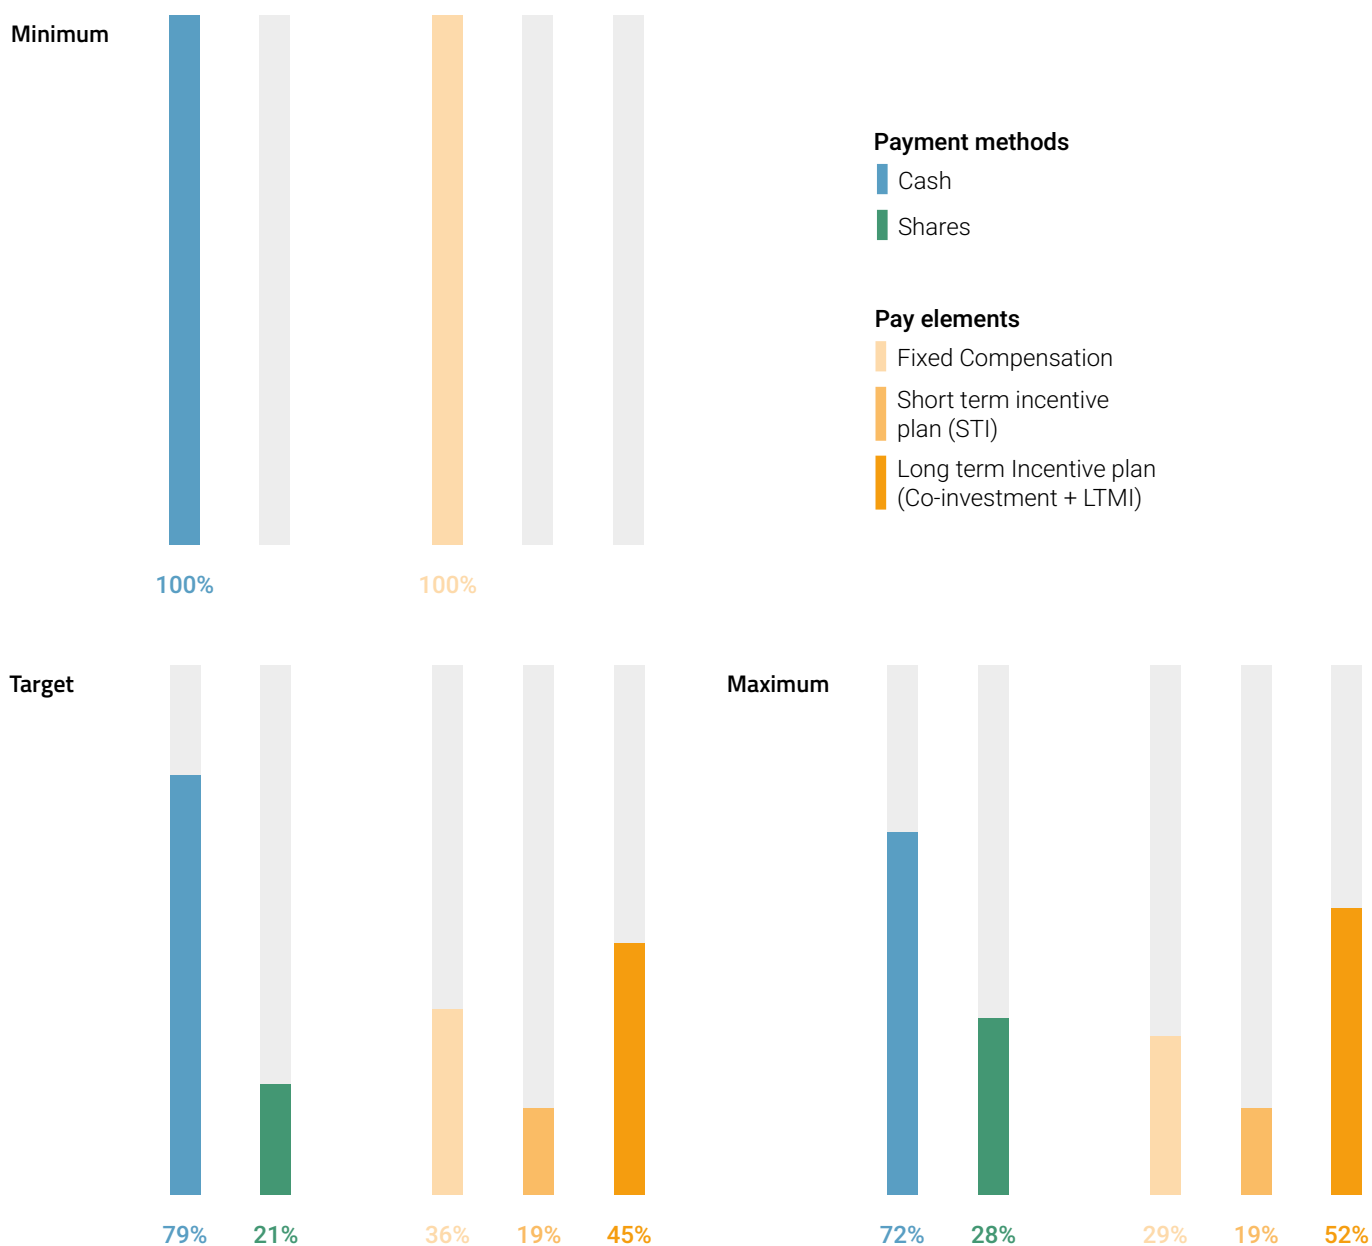 Minimum
100%
100%
Payment methods
Cash
Shares
Pay elements
Fixed Compensation
Short term incentive
plan (STI)
Long term Incentive plan
(Co-investment + LTMI)
Target
79%
21%
36%
19%
45%
Maximum
72%
28%
29%
19%
52%